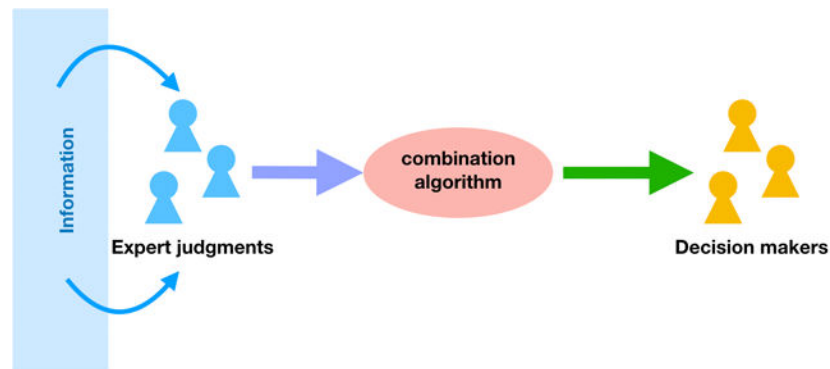 Information
Expert judgments
combination
algorithm
Decision makers